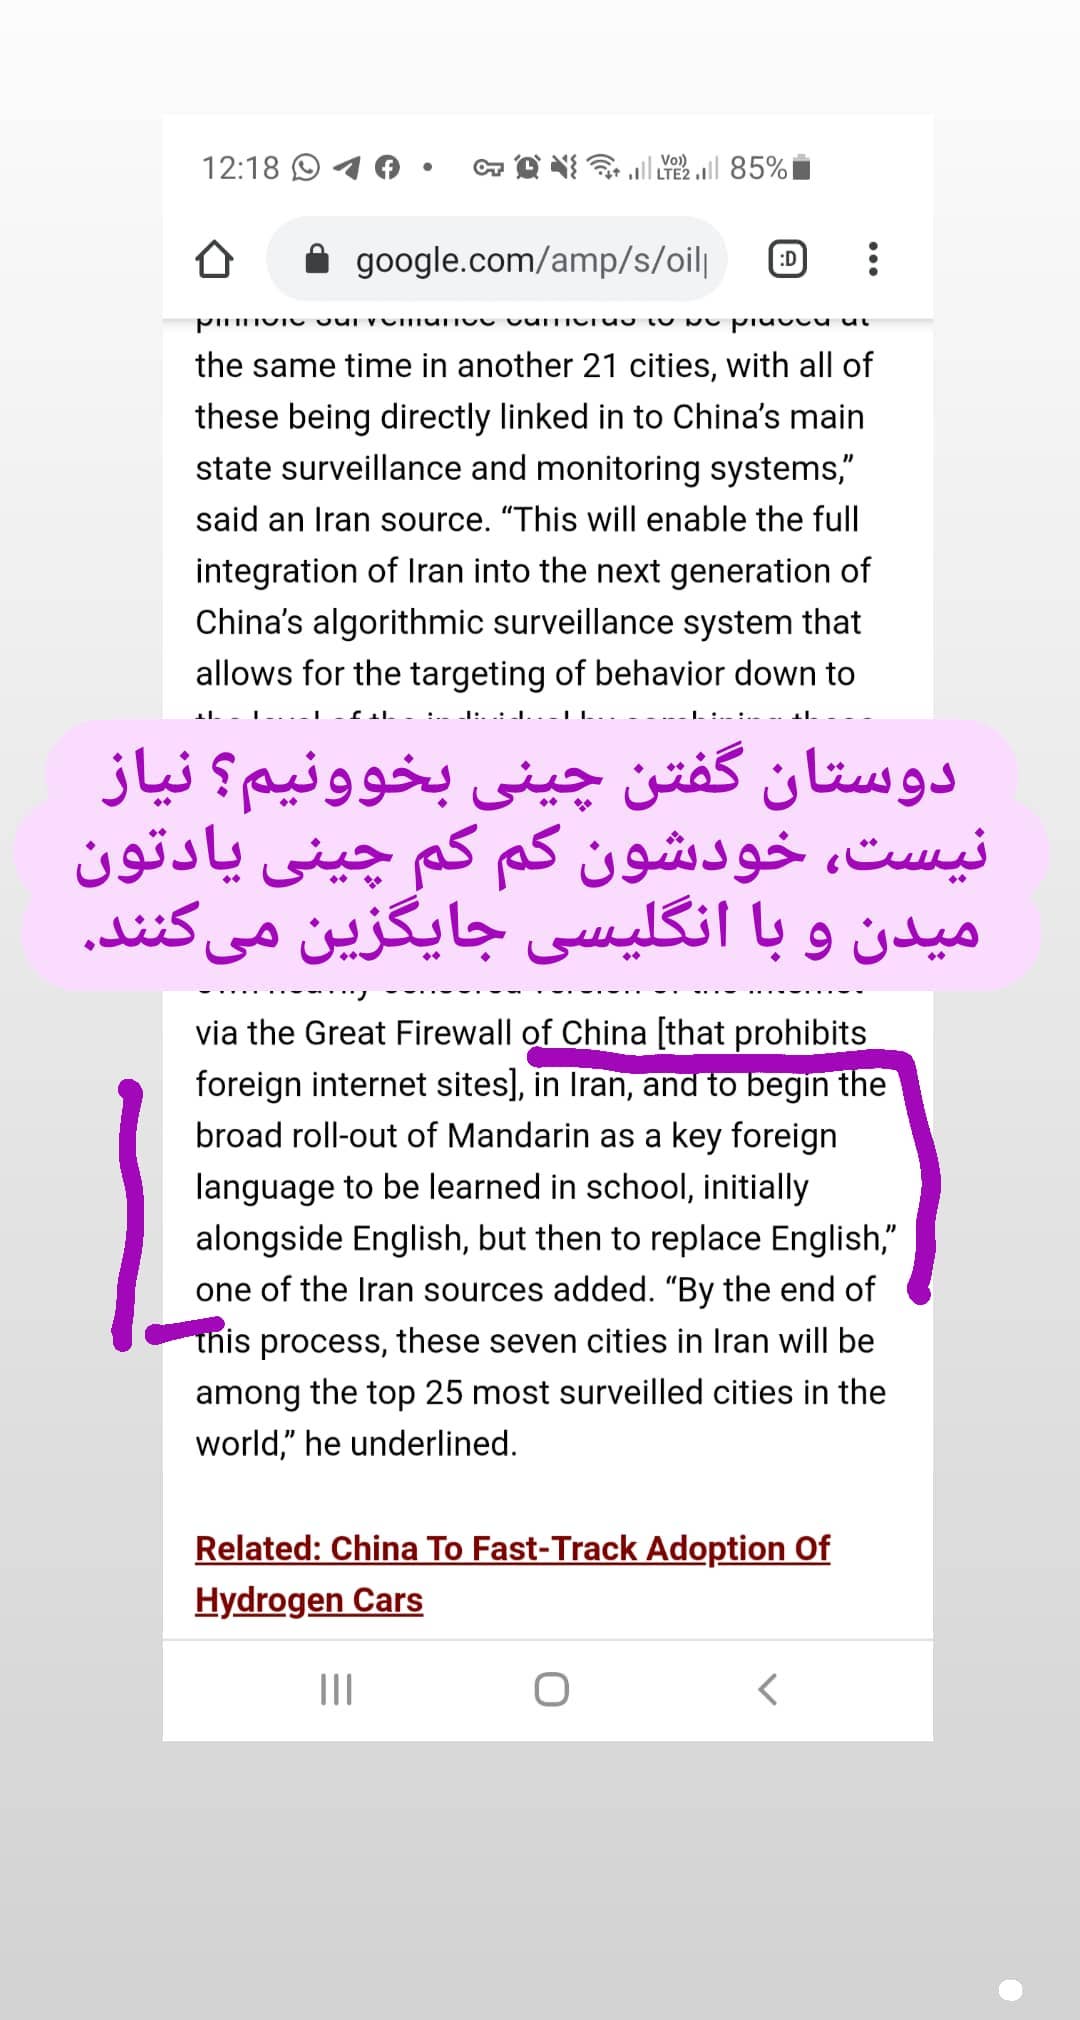 12:18
Vo))
LTE2
85%
google.com/amp/s/oilp
:D
the same time in another 21 cities, with all of
these being directly linked in to China’s main
state surveillance and monitoring systems,”
said an Iran source. “This will enable the full
integration of Iran into the next generation of
China’s algorithmic surveillance system that
allows for the targeting of behavior down to
دوستان گفتن چینی بخوونیم؟ نیاز
نیست، خودشون کم کم چینی یادتون
میدن و با انگلیسی جایگزین می‌کنند.
via the Great Firewall of China [that prohibits
foreign internet sites], in Iran, and to begin the
broad roll-out of Mandarin as a key foreign
language to be learned in school, initially
alongside English, but then to replace English,”
one of the Iran sources added. “By the end of
this process, these seven cities in Iran will be
among the top 25 most surveilled cities in the
world,” he underlined.
Related: China To Fast-Track Adoption Of
Hydrogen Cars